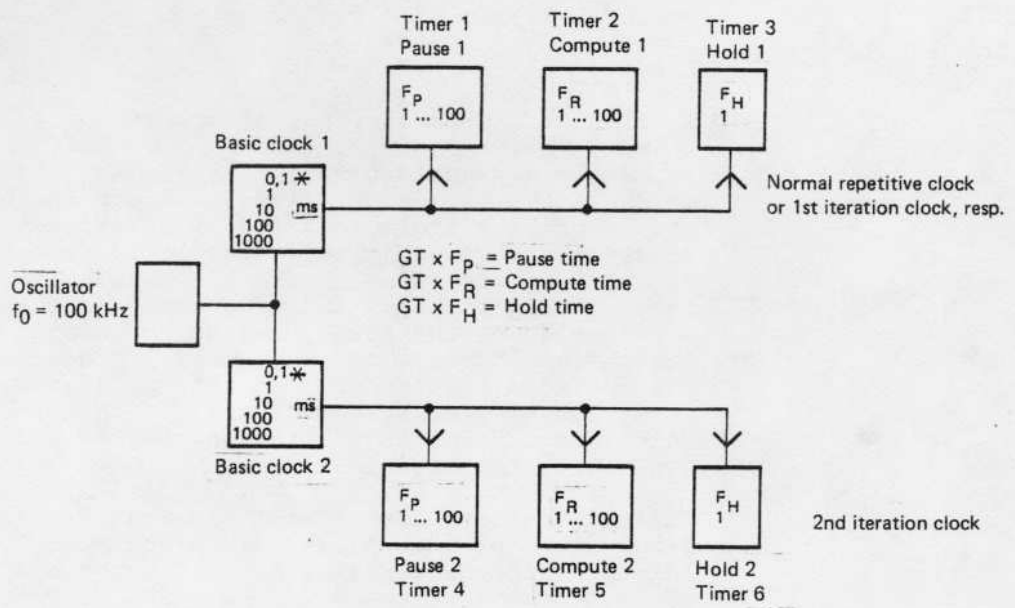 Timer 1
Pause 1
Timer 2
Compute 1
Timer 3
Hold 1
F_P
1 ... 100
F_R
1 ... 100
F_H
1
Basic clock 1
0,1 *
1
10 ms
100
1000
Normal repetitive clock
or 1st iteration clock, resp.
GT x F_P = Pause time
GT x F_R = Compute time
GT x F_H = Hold time
Oscillator
f0 = 100 kHz
0,1 *
1
10 ms
100
1000
Basic clock 2
F_P
1 ... 100
F_R
1 ... 100
F_H
1
2nd iteration clock
Pause 2
Timer 4
Compute 2
Timer 5
Hold 2
Timer 6